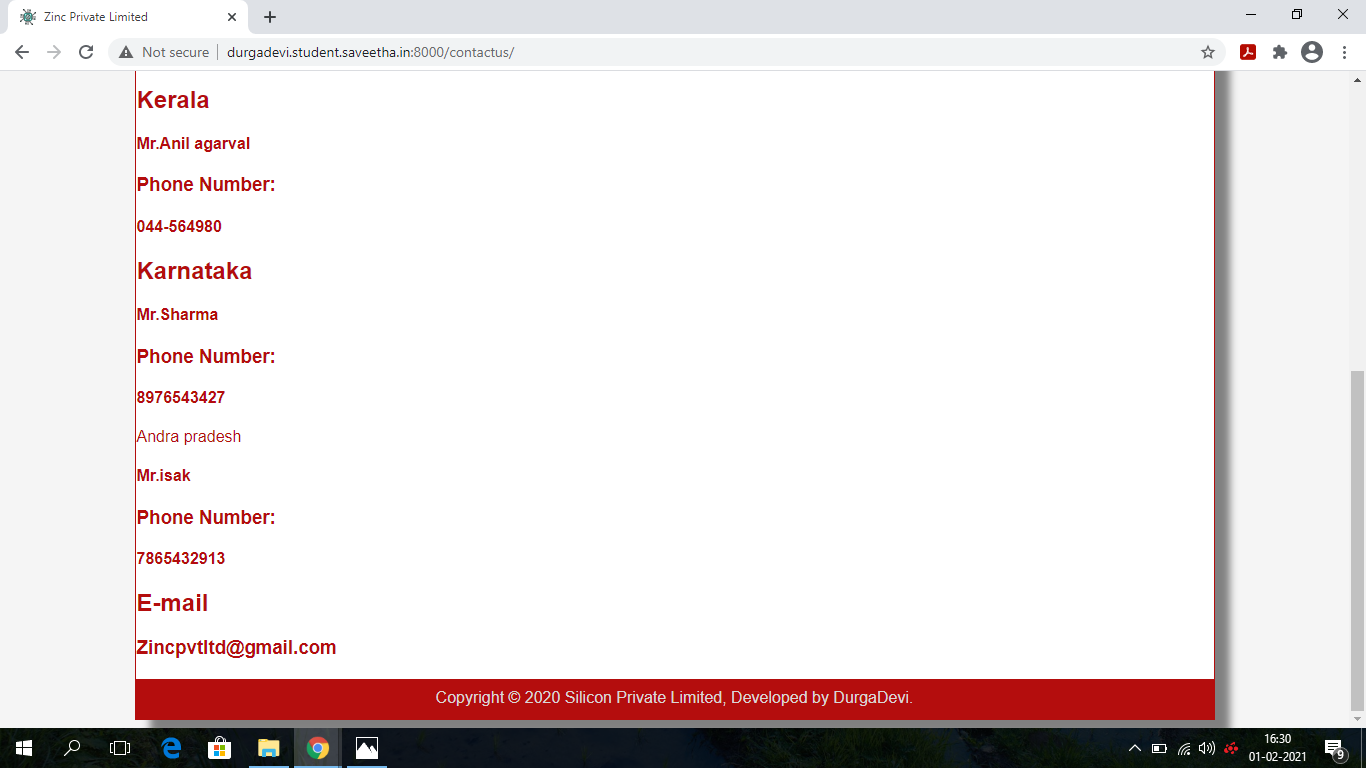 Zinc Private Limited
Not secure
durgadevi.student.saveetha.in:8000/contactus/
Kerala
Mr.Anil agarval
Phone Number:
044-564980
Karnataka
Mr.Sharma
Phone Number:
8976543427
Andra pradesh
Mr.isak
Phone Number:
7865432913
E-mail
Zincpvtltd@gmail.com
Copyright © 2020 Silicon Private Limited, Developed by DurgaDevi.
16:30
01-02-2021
9